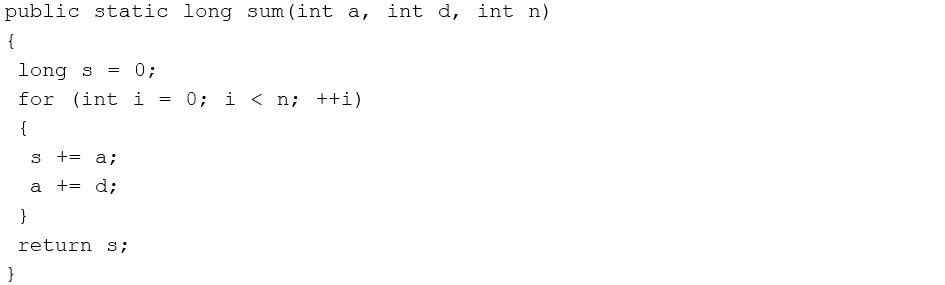 public static long sum(int a, int d, int n)
{
 long s = 0;
 for (int i = 0; i < n; ++i)
 {
  s += a;
  a += d;
 }
 return s;
}